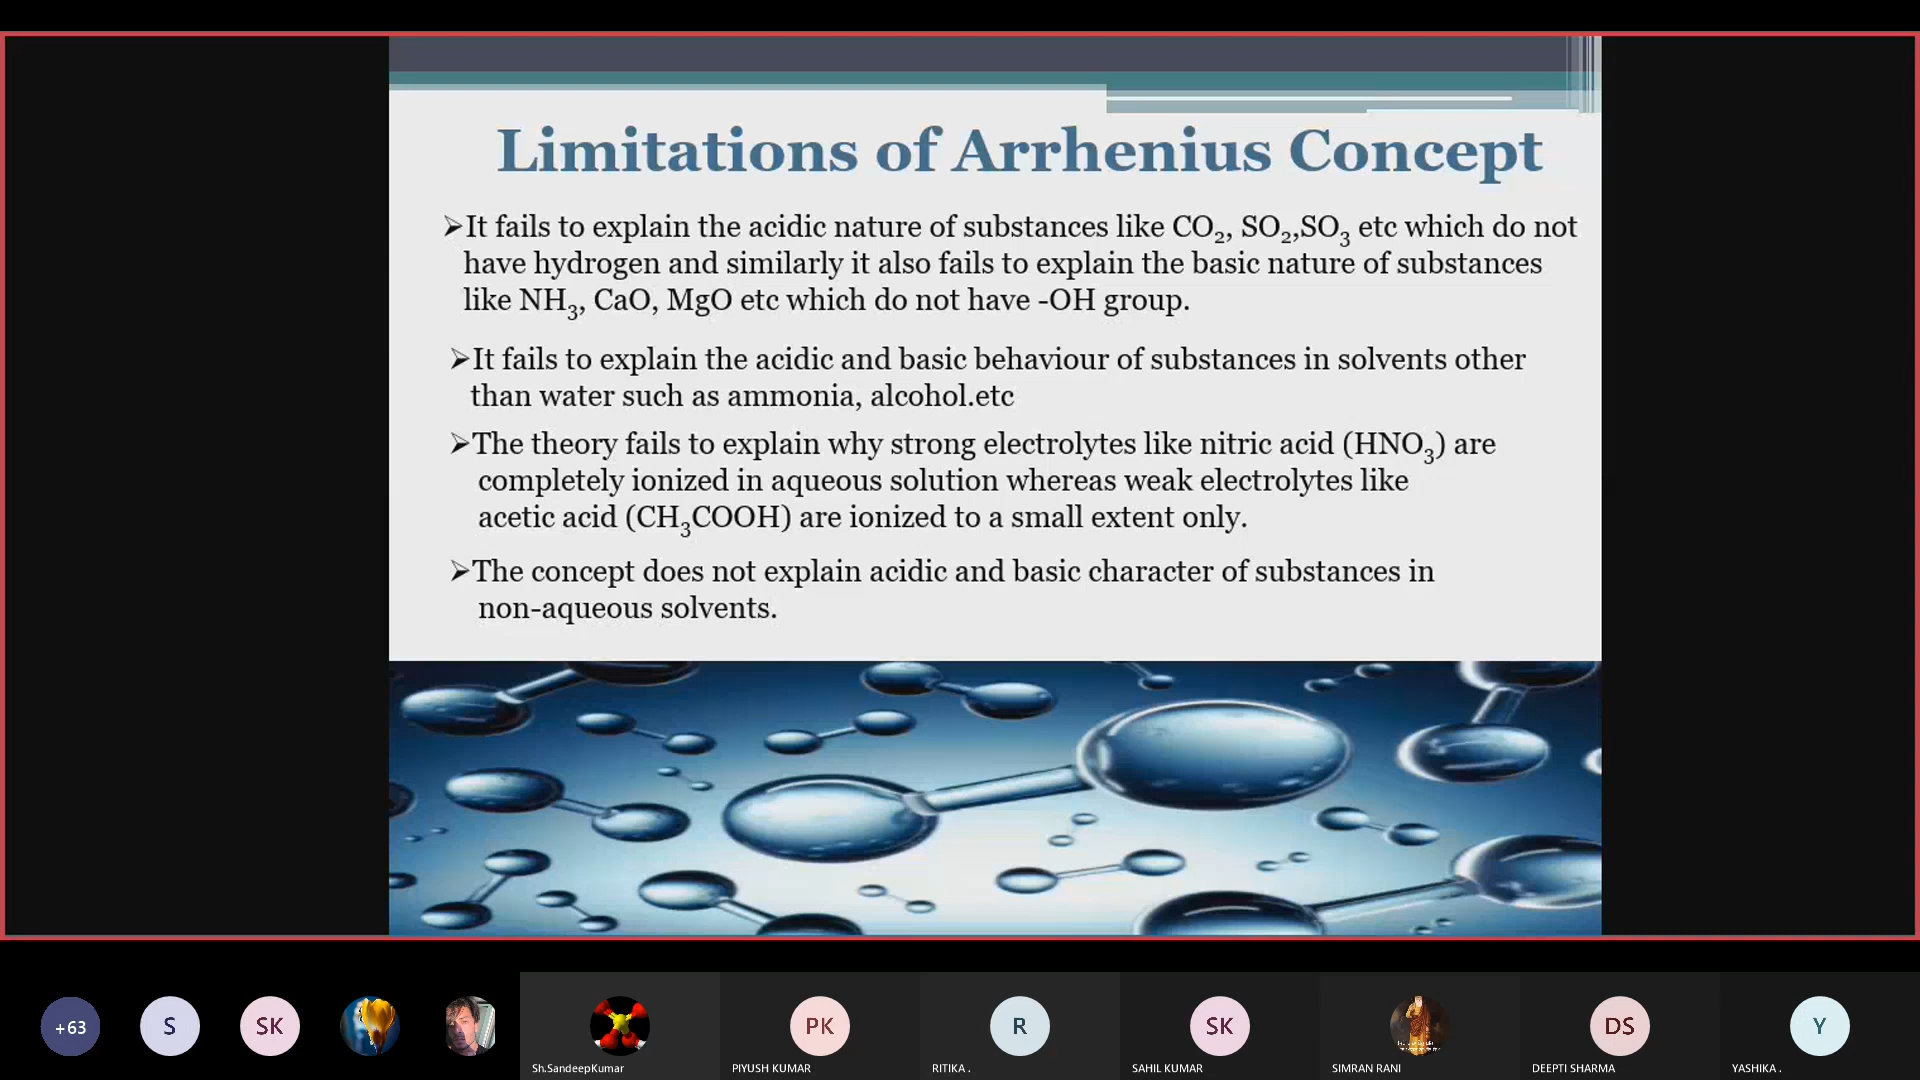 Limitations of Arrhenius Concept
➢It fails to explain the acidic nature of substances like CO₂, SO₂,SO₃ etc which do not
have hydrogen and similarly it also fails to explain the basic nature of substances
like NH₃, CaO, MgO etc which do not have -OH group.
➢It fails to explain the acidic and basic behaviour of substances in solvents other
than water such as ammonia, alcohol.etc
➢The theory fails to explain why strong electrolytes like nitric acid (HNO₃) are
completely ionized in aqueous solution whereas weak electrolytes like
acetic acid (CH₃COOH) are ionized to a small extent only.
➢The concept does not explain acidic and basic character of substances in
non-aqueous solvents.
+63
S
SK
Sh.SandeepKumar
PK
PIYUSH KUMAR
R
RITIKA .
SK
SAHIL KUMAR
SIMRAN RANI
DS
DEEPTI SHARMA
Y
YASHIKA .